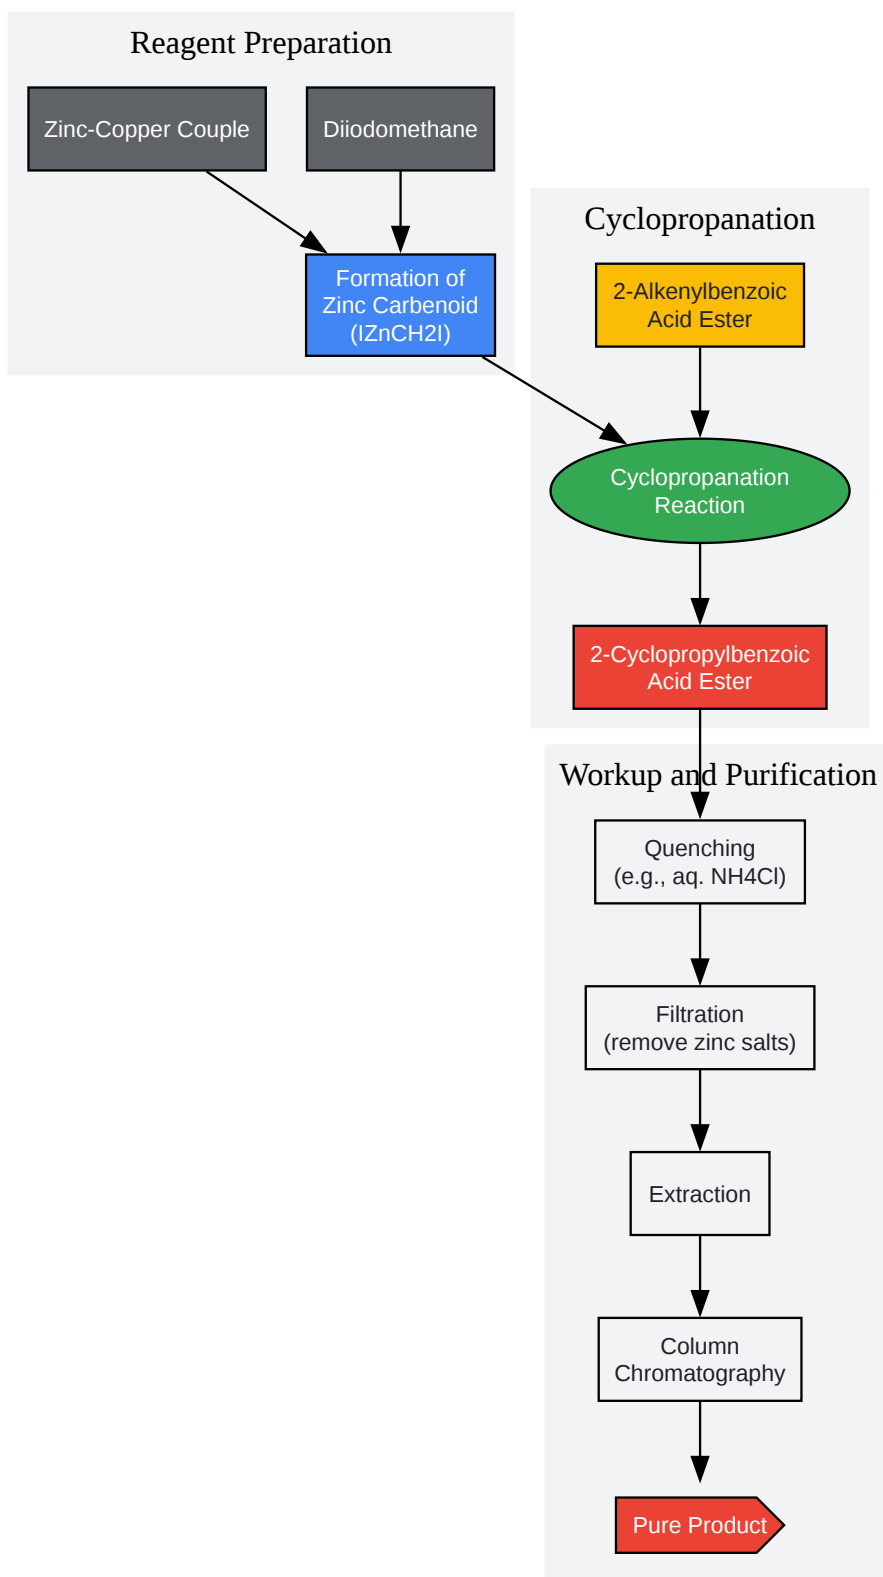 Reagent Preparation
Zinc-Copper Couple
Diiodomethane
Formation of
Zinc Carbenoid
(IZnCH2I)
Cyclopropanation
2-Alkenylbenzoic
Acid Ester
Cyclopropanation
Reaction
2-Cyclopropylbenzoic
Acid Ester
Workup and Purification
Quenching
(e.g., aq. NH4Cl)
Filtration
(remove zinc salts)
Extraction
Column
Chromatography
Pure Product